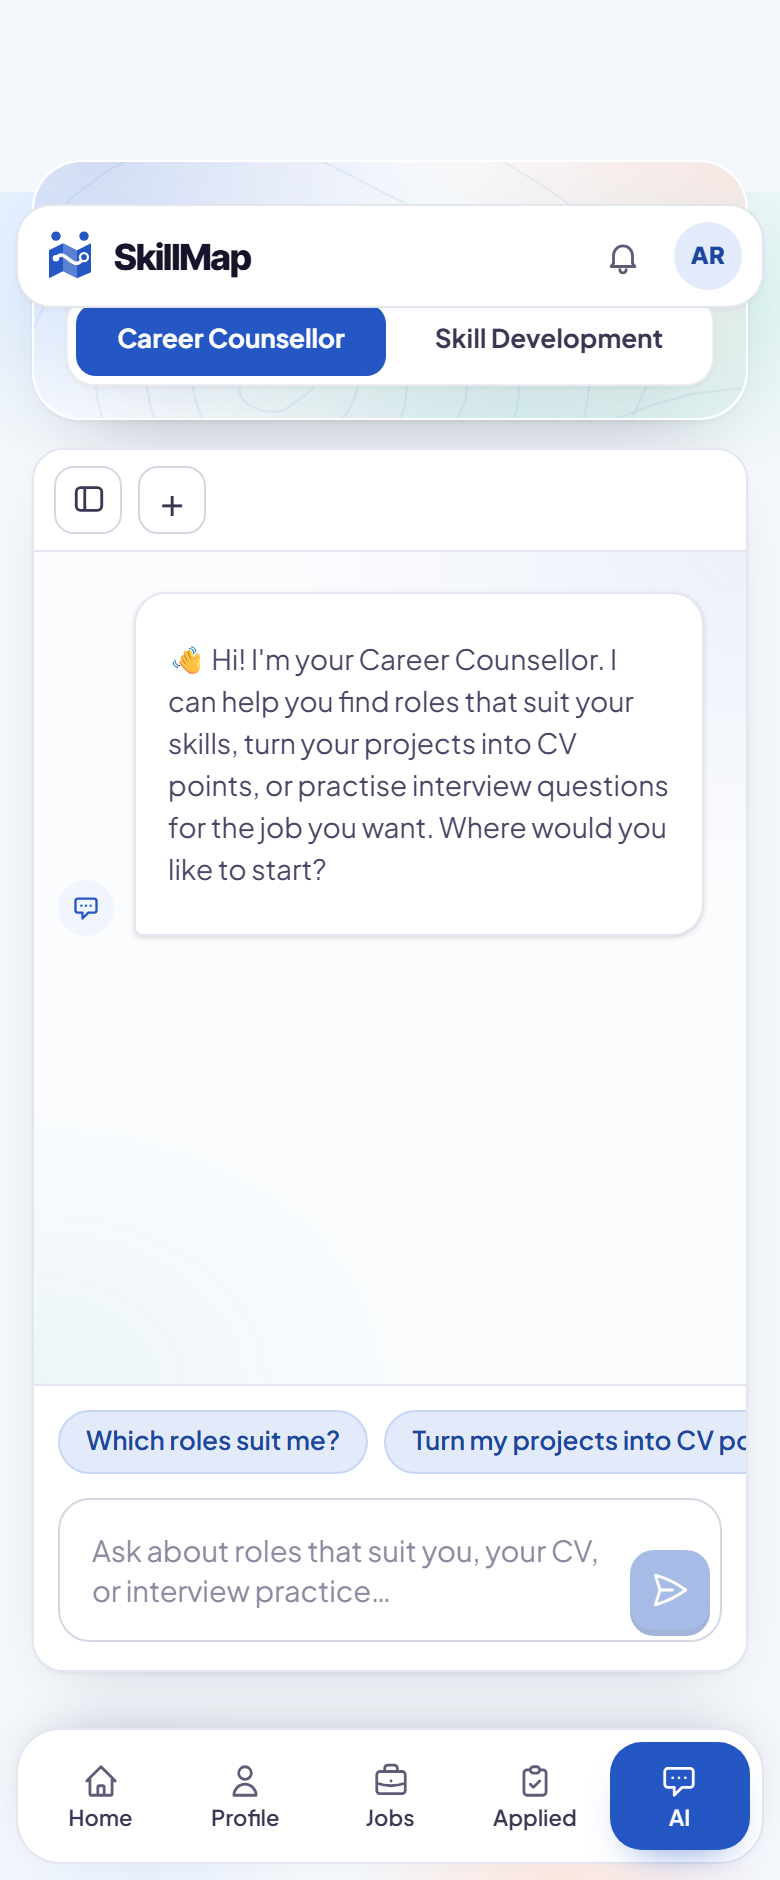 SkillMap
AR
Career Counsellor
Skill Development
👋 Hi! I'm your Career Counsellor. I
can help you find roles that suit your
skills, turn your projects into CV
points, or practise interview questions
for the job you want. Where would you
like to start?
Which roles suit me?
Turn my projects into CV po
Ask about roles that suit you, your CV,
or interview practice...
Home
Profile
Jobs
Applied
AI